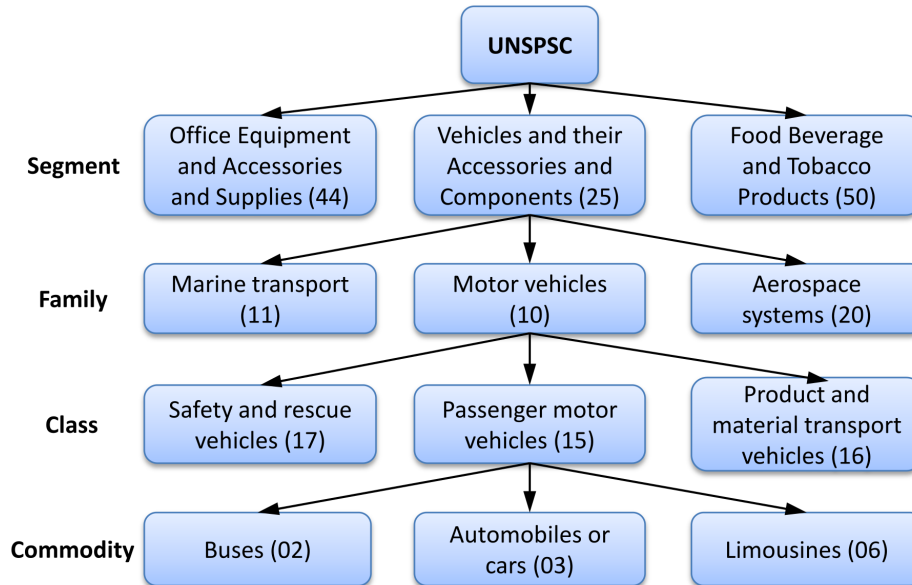 UNSPSC
Segment
Office Equipment
and Accessories
and Supplies (44)
Vehicles and their
Accessories and
Components (25)
Food Beverage
and Tobacco
Products (50)
Family
Marine transport
(11)
Motor vehicles
(10)
Aerospace
systems (20)
Class
Safety and rescue
vehicles (17)
Passenger motor
vehicles (15)
Product and
material transport
vehicles (16)
Commodity
Buses (02)
Automobiles or
cars (03)
Limousines (06)